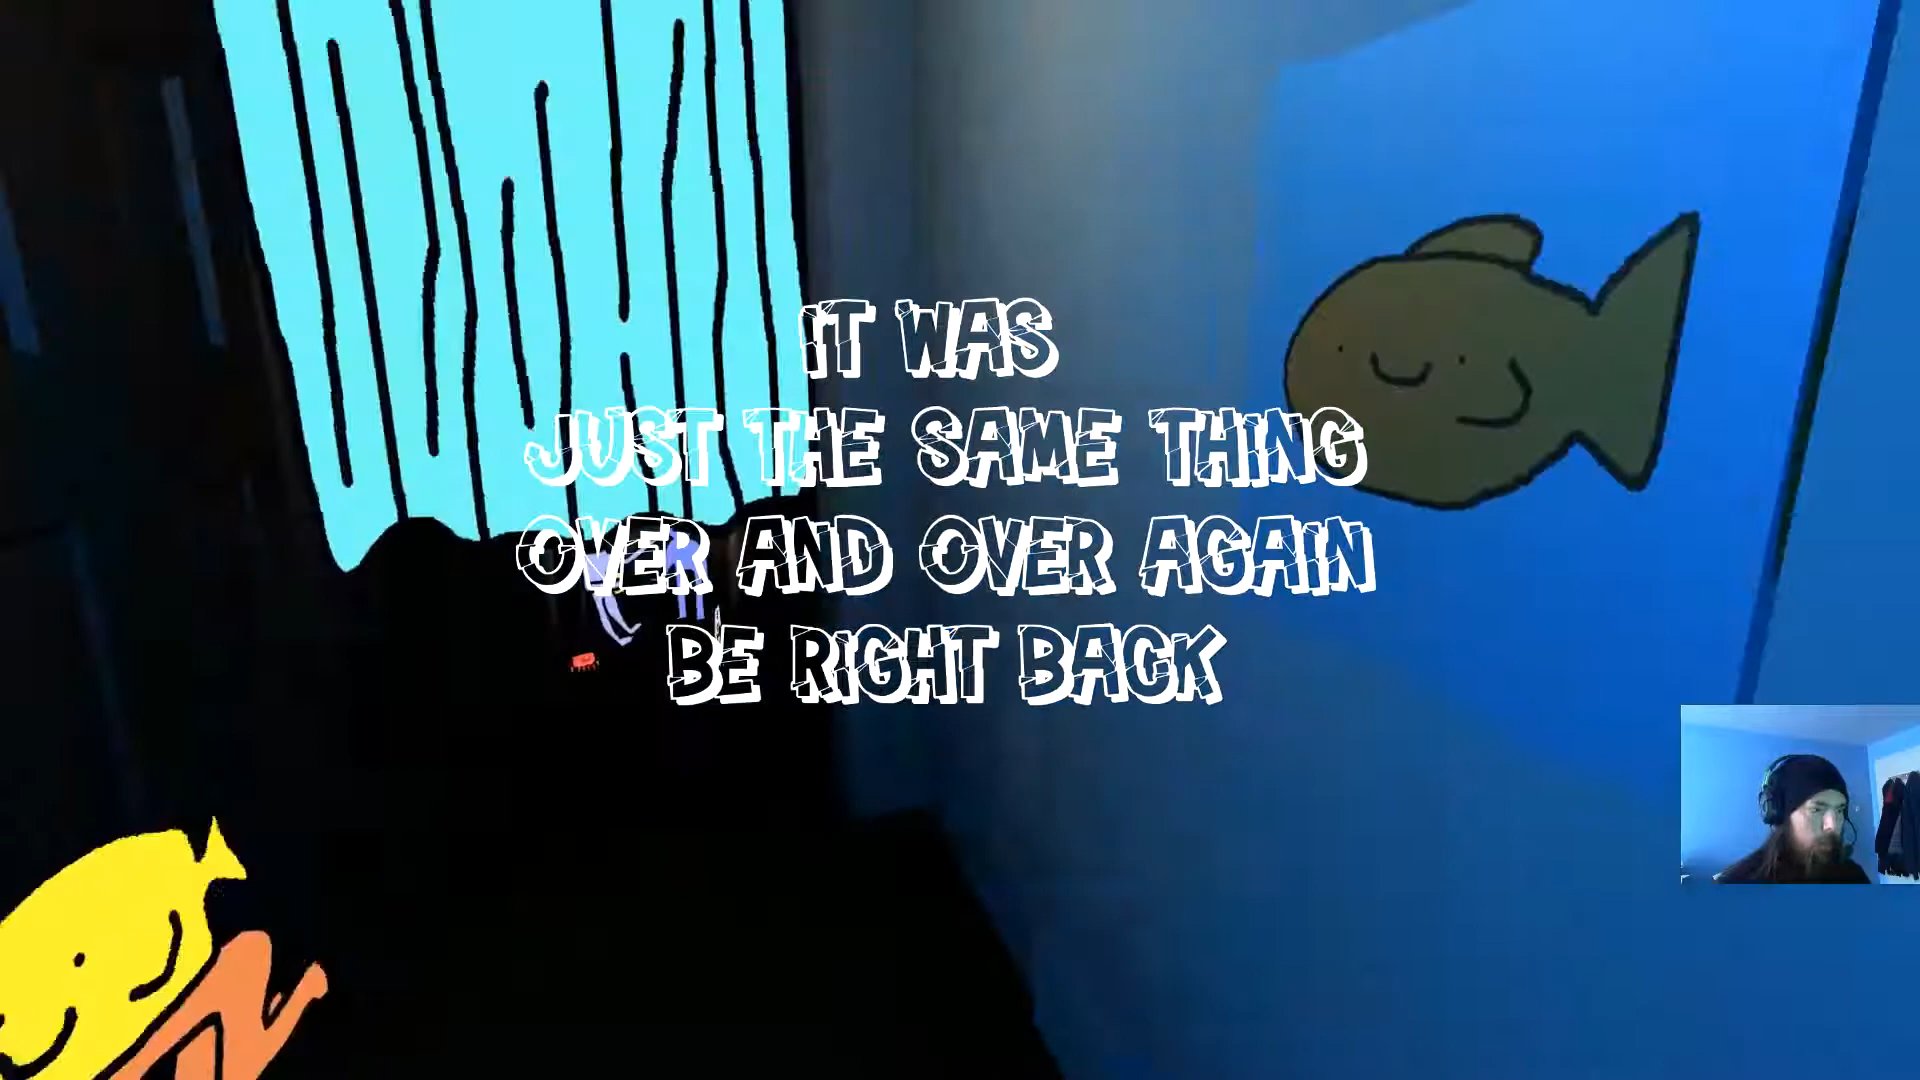 IT WAS
JUST THE SAME THING
OVER AND OVER AGAIN
BE RIGHT BACK